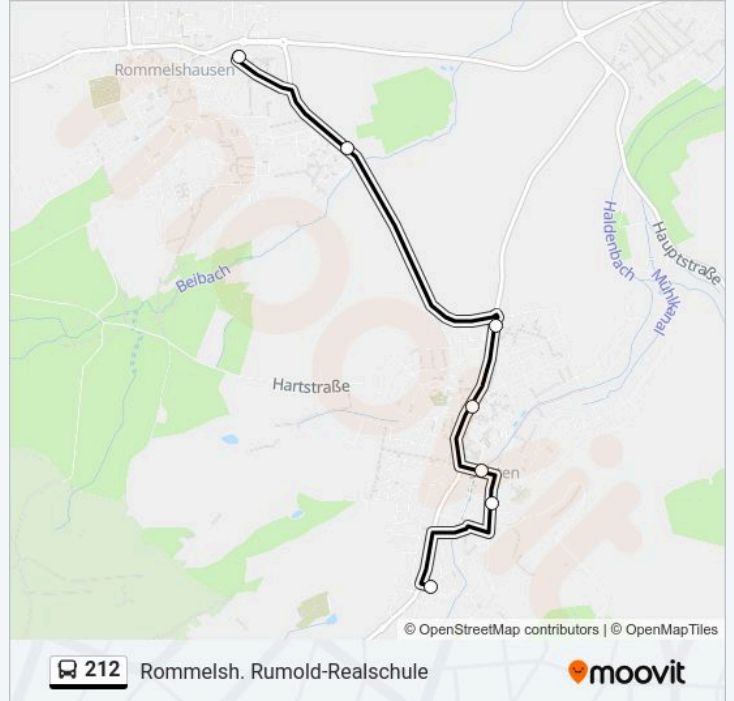 Rommelshausen
Beibach
Haldenbach
Hauptstraße
Mühlkanal
Hartstraße
© OpenStreetMap contributors | © OpenMapTiles
212 Rommelsh. Rumold-Realschule
moovit